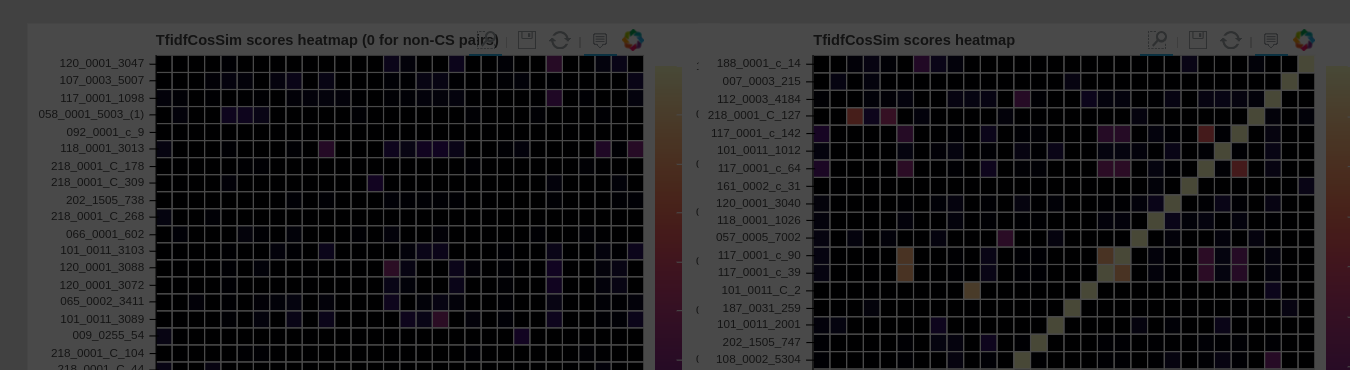 TfidfCosSim scores heatmap (0 for non-CS pairs)
120_0001_3047
107_0003_5007
117_0001_1098
058_0001_5003_(1)
092_0001_c_9
118_0001_3013
218_0001_C_178
218_0001_C_309
202_1505_738
218_0001_C_268
066_0001_602
101_0011_3103
120_0001_3088
120_0001_3072
065_0002_3411
101_0011_3089
009_0255_54
218_0001_C_104
218_0001_C_44
TfidfCosSim scores heatmap
188_0001_c_14
007_0003_215
112_0003_4184
218_0001_C_127
117_0001_c_142
101_0011_1012
117_0001_c_64
161_0002_c_31
120_0001_3040
118_0001_1026
057_0005_7002
117_0001_c_90
117_0001_c_39
101_0011_C_2
187_0031_259
101_0011_2001
202_1505_747
108_0002_5304